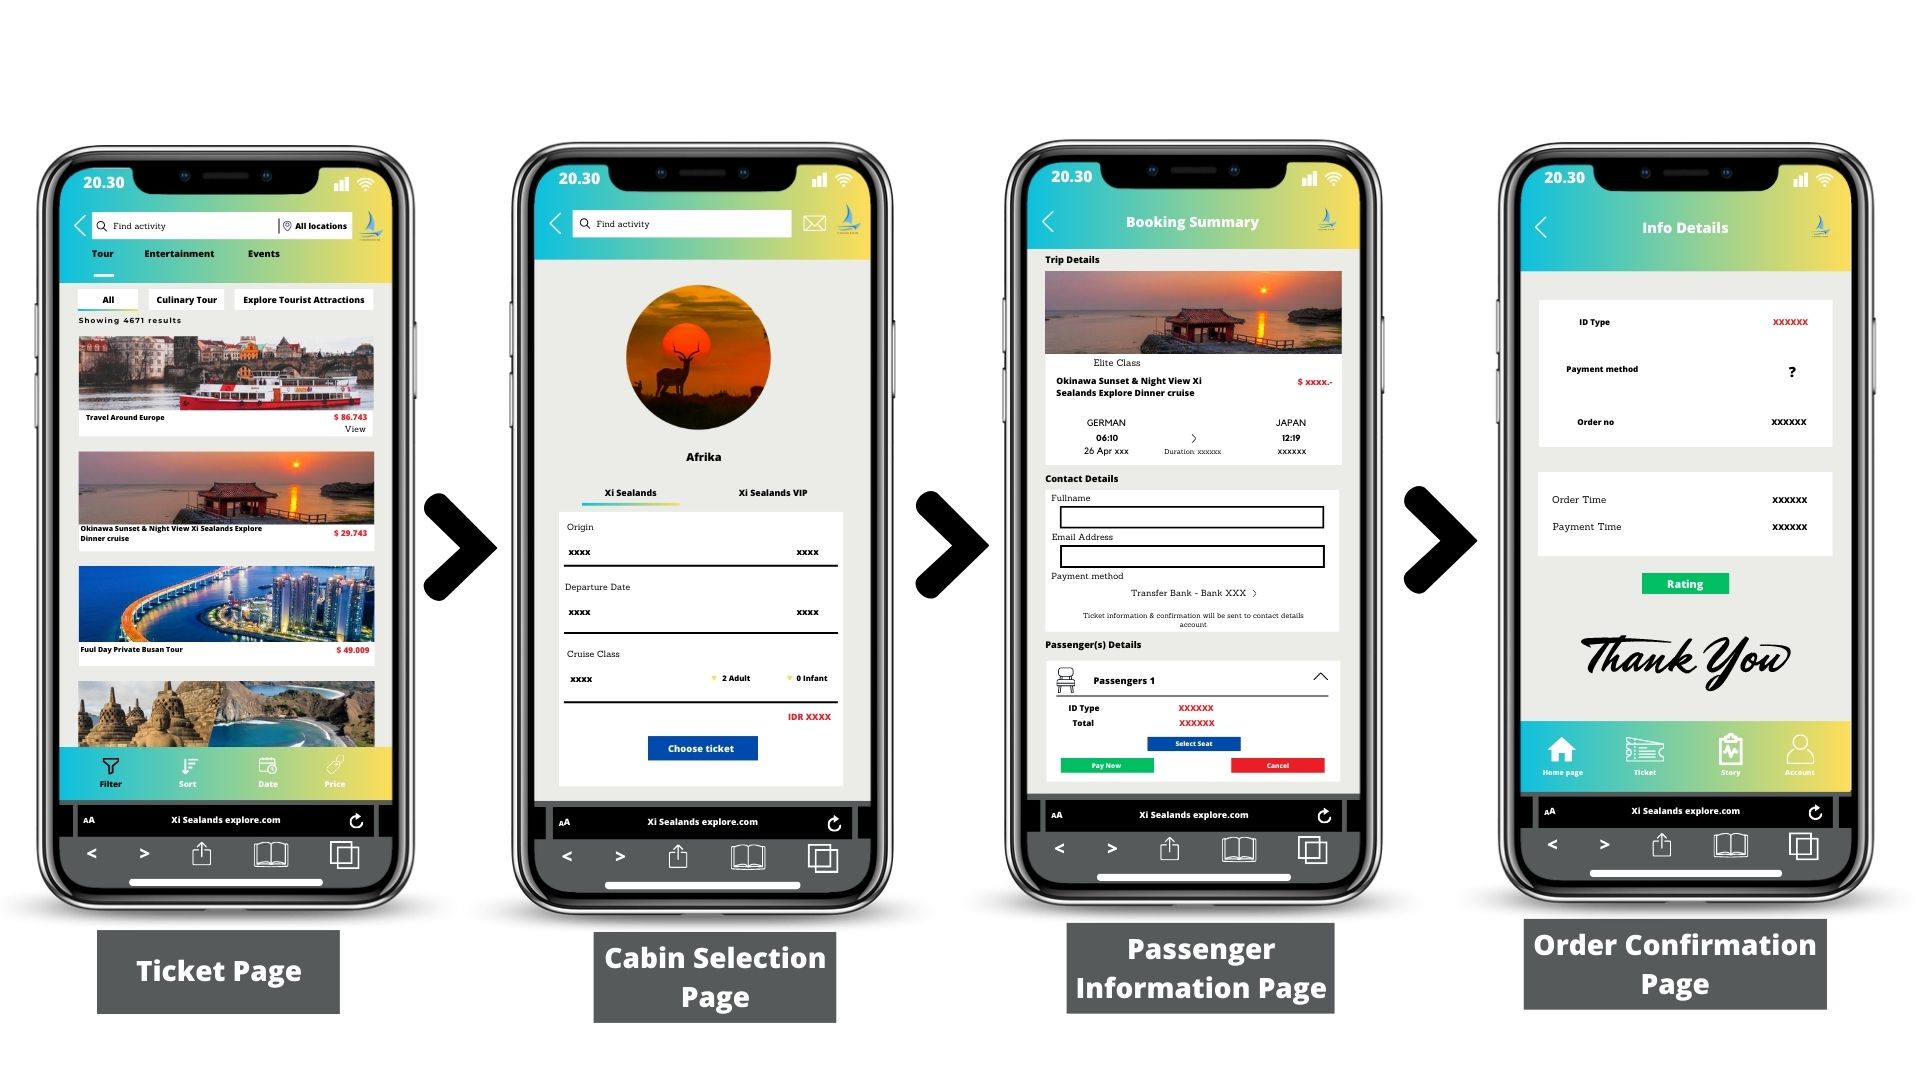 20.30
Find activity
All locations
Tour Entertainment Events
All Culinary Tour Explore Tourist Attractions
Showing 4671 results
Travel Around Europe $ 86.743
View
Okinawa Sunset & Night View Xi Sealands Explore
Dinner cruise $ 29.743
Fuul Day Private Busan Tour $ 49.009
Filter Sort Date Price
AA Xi Sealands explore.com
< >
Ticket Page
20.30
Find activity
Afrika
Xi Sealands Xi Sealands VIP
Origin
xxxx xxxx
Departure Date
xxxx xxxx
Cruise Class
xxxx 2 Adult 0 Infant
IDR XXXX
Choose ticket
AA Xi Sealands explore.com
< >
Cabin Selection
Page
20.30
Booking Summary
Trip Details
Elite Class
Okinawa Sunset & Night View Xi
Sealands Explore Dinner cruise
$ xxxx.-
GERMAN JAPAN
06:10 12:19
26 Apr xxx Duration: xxxxxx xxxxxx
Contact Details
Fullname
Email Address
Payment method
Transfer Bank - Bank XXX >
Ticket information & confirmation will be sent to contact details
account
Passenger(s) Details
Passengers 1
ID Type XXXXXX
Total XXXXXX
Select Seat
Pay Now Cancel
AA Xi Sealands explore.com
< >
Passenger
Information Page
20.30
Info Details
ID Type XXXXXX
Payment method ?
Order no XXXXXX
Order Time XXXXXX
Payment Time XXXXXX
Rating
Thank You
Home page Ticket Story Account
AA Xi Sealands explore.com
< >
Order Confirmation
Page